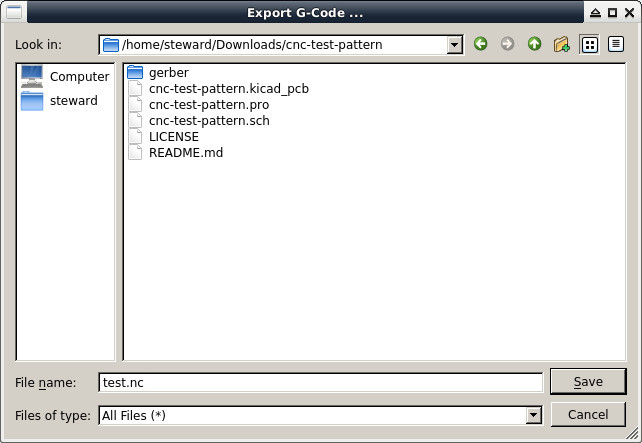 Export G-Code ...
Look in: /home/steward/Downloads/cnc-test-pattern
Computer
steward
gerber
cnc-test-pattern.kicad_pcb
cnc-test-pattern.pro
cnc-test-pattern.sch
LICENSE
README.md
File name: test.nc Save
Files of type: All Files (*) Cancel